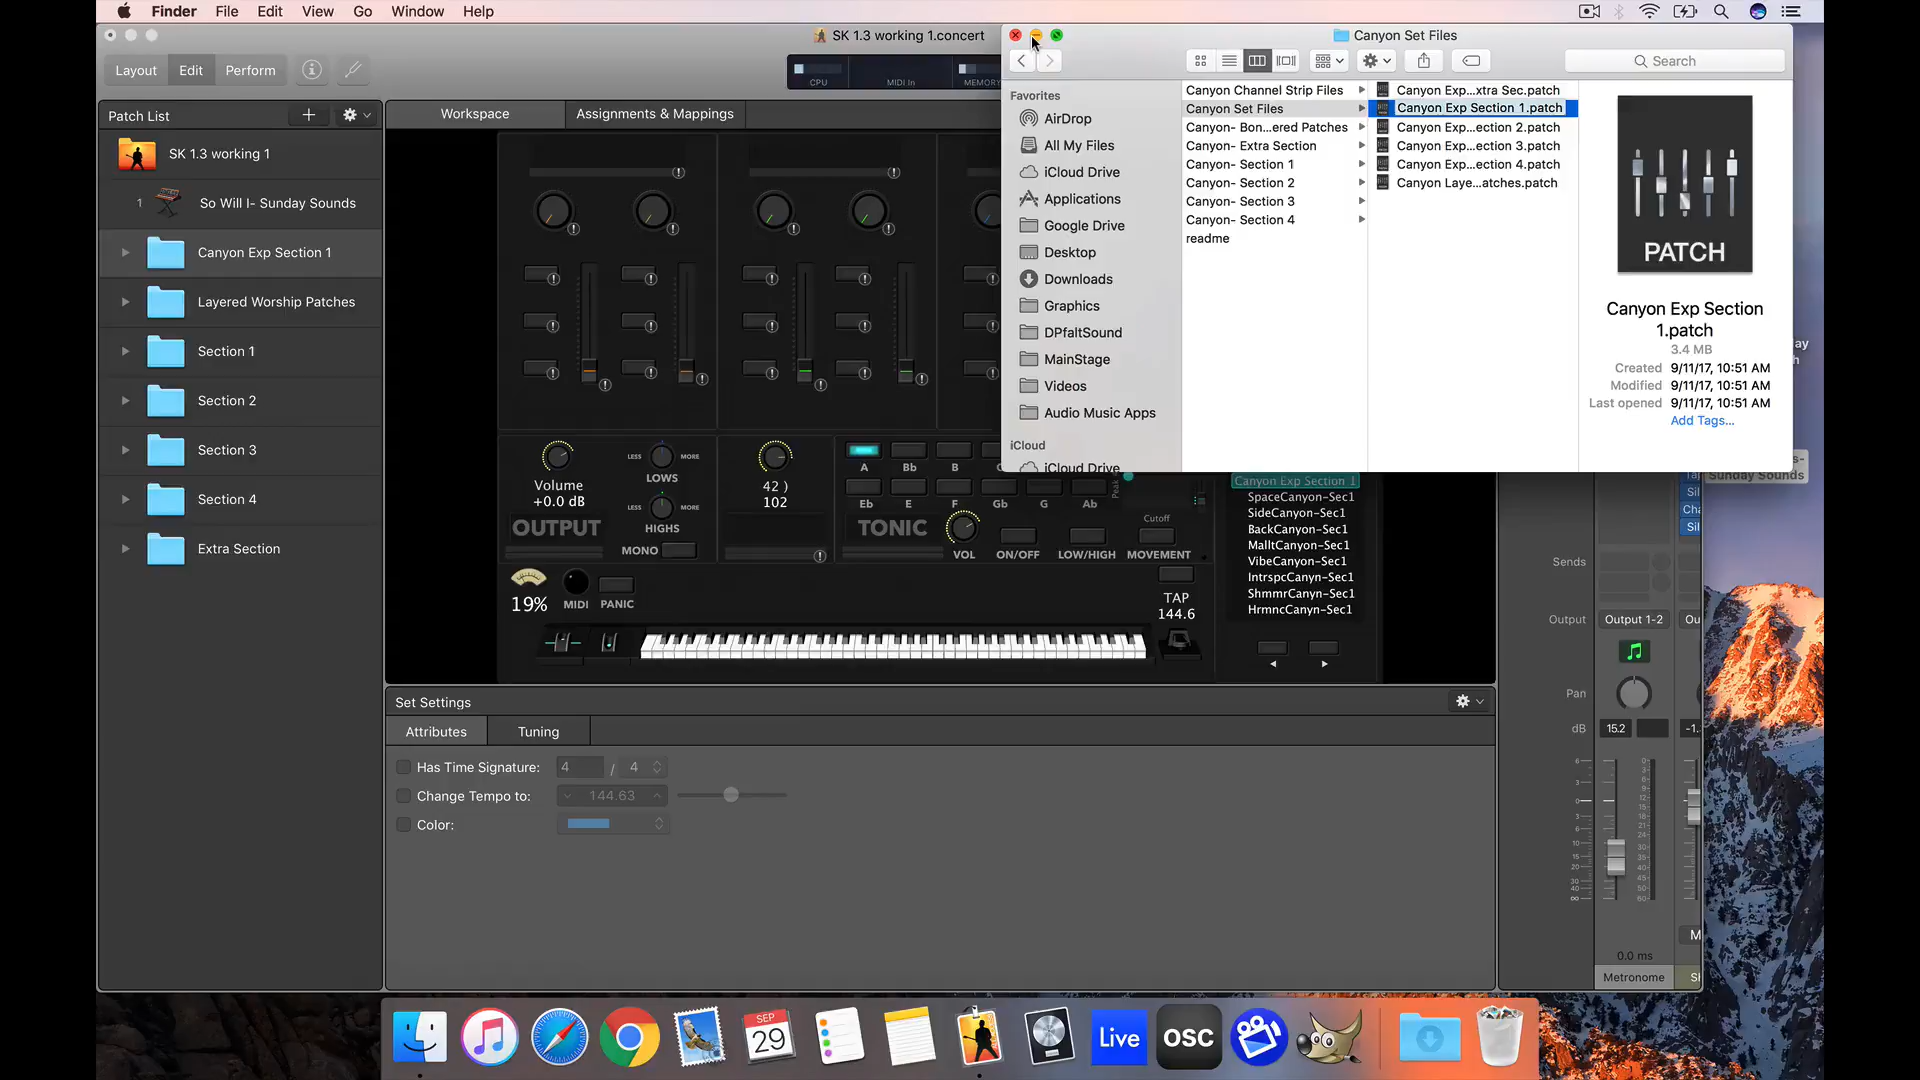 Finder File Edit View Go Window Help
SK 1.3 working 1.concert
Canyon Set Files
Layout Edit Perform
CPU MIDI In MEMORY
Search
Patch List
Workspace Assignments & Mappings
SK 1.3 working 1
1 So Will I- Sunday Sounds
Canyon Exp Section 1
Layered Worship Patches
Section 1
Section 2
Section 3
Section 4
Extra Section
Favorites
AirDrop
All My Files
iCloud Drive
Applications
Google Drive
Desktop
Downloads
Graphics
DPfaltSound
MainStage
Videos
Audio Music Apps
iCloud
iCloud Drive
Canyon Channel Strip Files
Canyon Set Files
Canyon- Bon...ered Patches
Canyon- Extra Section
Canyon- Section 1
Canyon- Section 2
Canyon- Section 3
Canyon- Section 4
readme
Canyon Exp...xtra Sec.patch
Canyon Exp Section 1.patch
Canyon Exp...ection 2.patch
Canyon Exp...ection 3.patch
Canyon Exp...ection 4.patch
Canyon Laye...atches.patch
PATCH
Canyon Exp Section
1.patch
3.4 MB
Created 9/11/17, 10:51 AM
Modified 9/11/17, 10:51 AM
Last opened 9/11/17, 10:51 AM
Add Tags...
Sunday Sounds
Volume
+0.0 dB
OUTPUT
LESS MORE
LOWS
LESS MORE
HIGHS
MONO
42 )
102
A Bb B
Eb E F Gb G Ab
TONIC
VOL ON/OFF LOW/HIGH
Cutoff
MOVEMENT
Peak
19%
MIDI PANIC
TAP
144.6
Canyon Exp Section 1
SpaceCanyon-Sec1
SideCanyon-Sec1
BackCanyon-Sec1
MalltCanyon-Sec1
VibeCanyon-Sec1
IntrspcCanyn-Sec1
ShmmrCanyn-Sec1
HrmncCanyn-Sec1
Set Settings
Attributes Tuning
Has Time Signature: 4 / 4
Change Tempo to: 144.63
Color:
Sends
Output Output 1-2 Ou
Pan
dB 15.2 -1.
0.0 ms
M
Metronome
SEP
29
Live
OSC